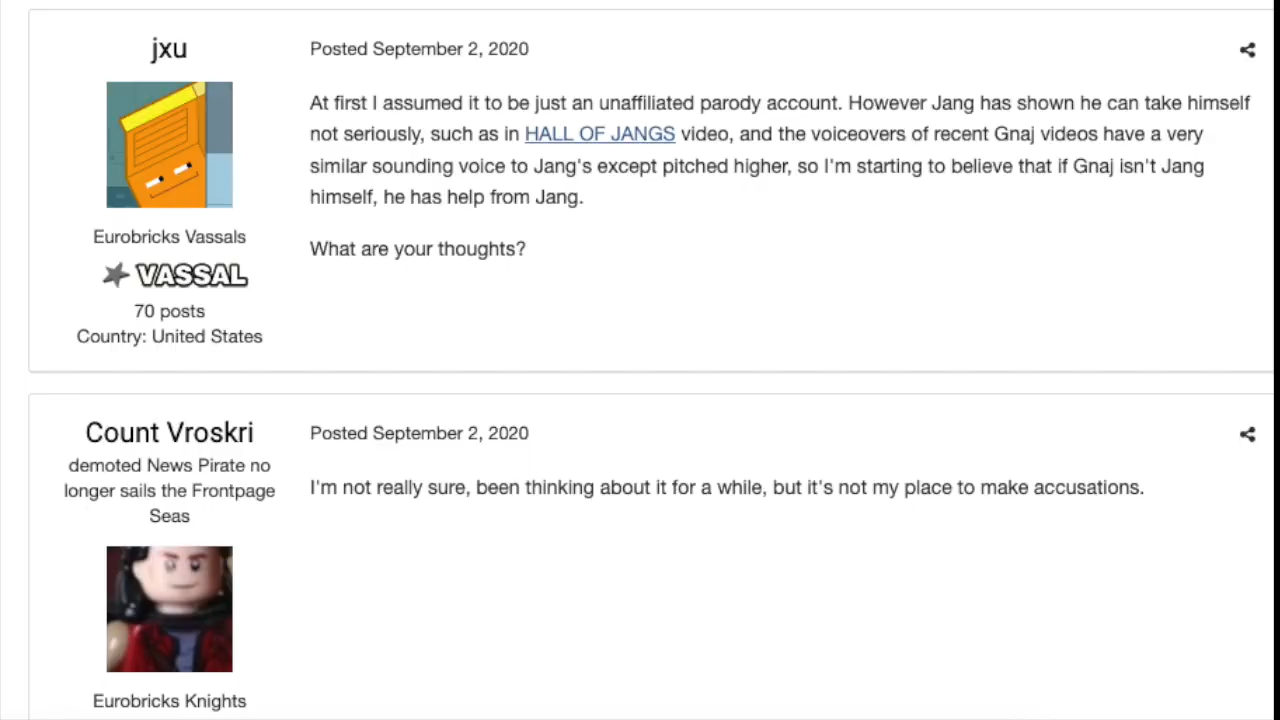 jxu
Posted September 2, 2020
At first I assumed it to be just an unaffiliated parody account. However Jang has shown he can take himself
not seriously, such as in HALL OF JANGS video, and the voiceovers of recent Gnaj videos have a very
similar sounding voice to Jang's except pitched higher, so I'm starting to believe that if Gnaj isn't Jang
himself, he has help from Jang.
What are your thoughts?
Eurobricks Vassals
VASSAL
70 posts
Country: United States
Count Vroskri
demoted News Pirate no
longer sails the Frontpage
Seas
Posted September 2, 2020
I'm not really sure, been thinking about it for a while, but it's not my place to make accusations.
Eurobricks Knights